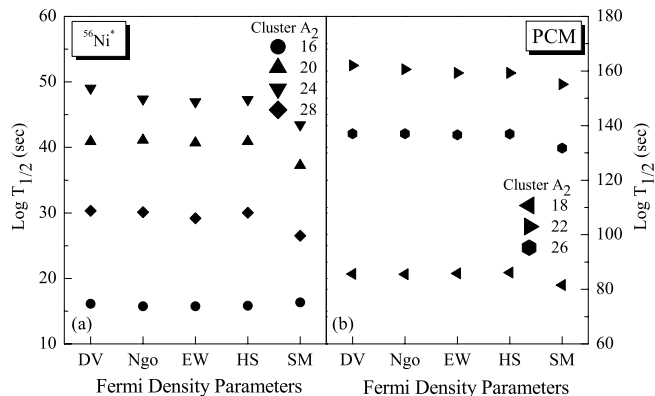 60
50
40
30
20
10
Log T1/2 (sec)
56Ni*
Cluster A2
16
20
24
28
(a)
DV Ngo EW HS SM
Fermi Density Parameters
PCM
Cluster A2
18
22
26
(b)
DV Ngo EW HS SM
Fermi Density Parameters
180
160
140
120
100
80
60
Log T1/2 (sec)